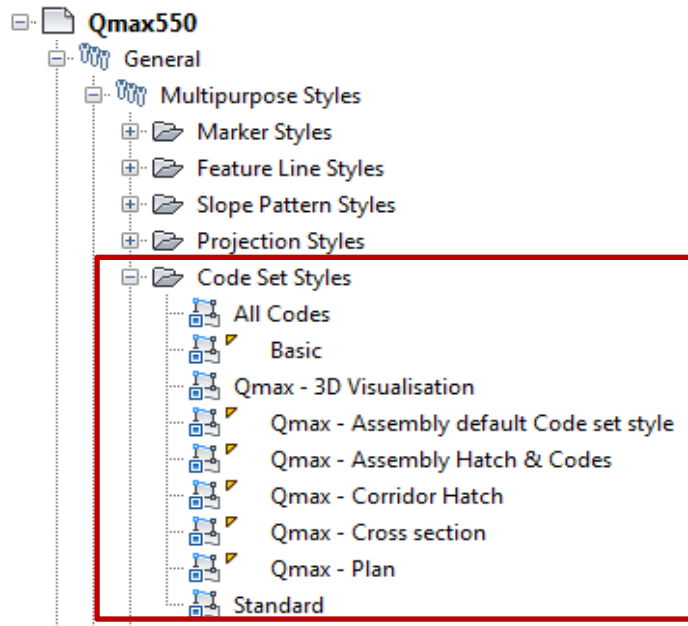 Qmax550
General
Multipurpose Styles
Marker Styles
Feature Line Styles
Slope Pattern Styles
Projection Styles
Code Set Styles
All Codes
Basic
Qmax - 3D Visualisation
Qmax - Assembly default Code set style
Qmax - Assembly Hatch & Codes
Qmax - Corridor Hatch
Qmax - Cross section
Qmax - Plan
Standard